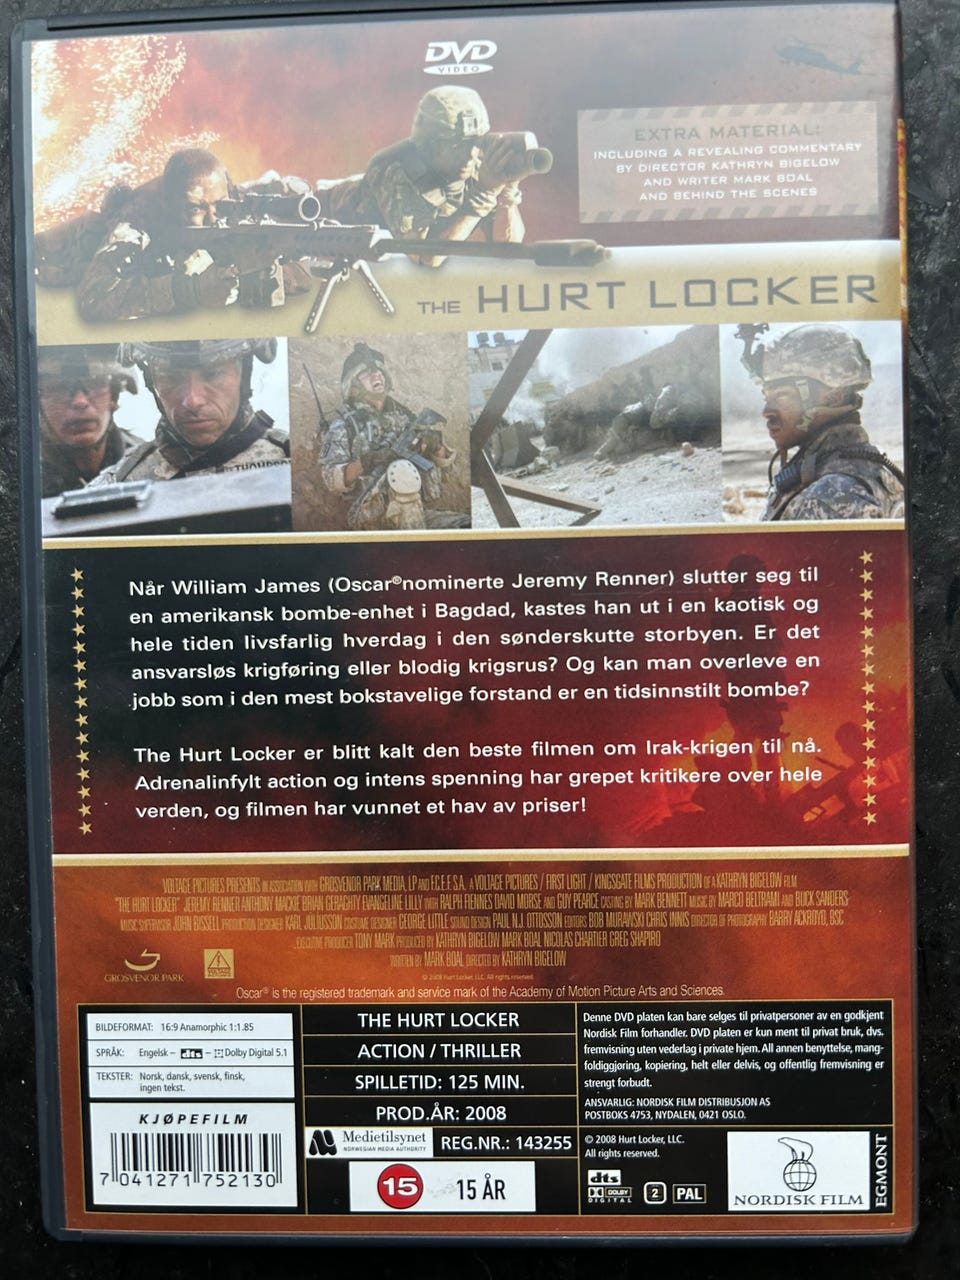 DVD
VIDEO
EXTRA MATERIAL:
INCLUDING A REVEALING COMMENTARY
BY DIRECTOR KATHRYN BIGELOW
AND WRITER MARK BOAL
AND BEHIND THE SCENES
THE HURT LOCKER
THOMPSON
Når William James (Oscar®nominerte Jeremy Renner) slutter seg til
en amerikansk bombe-enhet i Bagdad, kastes han ut i en kaotisk og
hele tiden livsfarlig hverdag i den sønderskutte storbyen. Er det
ansvarsløs krigføring eller blodig krigsrus? Og kan man overleve en
jobb som i den mest bokstavelige forstand er en tidsinnstilt bombe?
The Hurt Locker er blitt kalt den beste filmen om Irak-krigen til nå.
Adrenalinfylt action og intens spenning har grepet kritikere over hele
verden, og filmen har vunnet et hav av priser!
VOLTAGE PICTURES PRESENTS IN ASSOCIATION WITH GROSVENOR PARK MEDIA, LP AND F.C.E.F. S.A. A VOLTAGE PICTURES / FIRST LIGHT / KINGSGATE FILMS PRODUCTION OF A KATHRYN BIGELOW FILM
"THE HURT LOCKER" JEREMY RENNER ANTHONY MACKIE BRIAN GERAGHTY EVANGELINE LILLY WITH RALPH FIENNES DAVID MORSE AND GUY PEARCE CASTING BY MARK BENNETT MUSIC BY MARCO BELTRAMI AND BUCK SANDERS
MUSIC SUPERVISOR JOHN BISSELL PRODUCTION DESIGNER KARL JULIUSSON COSTUME DESIGNER GEORGE LITTLE SOUND DESIGN PAUL N.J. OTTOSSON EDITORS BOB MURAWSKI CHRIS INNIS DIRECTOR OF PHOTOGRAPHY BARRY ACKROYD, BSC
EXECUTIVE PRODUCER TONY MARK PRODUCED BY KATHRYN BIGELOW MARK BOAL NICOLAS CHARTIER GREG SHAPIRO
WRITTEN BY MARK BOAL DIRECTED BY KATHRYN BIGELOW
GROSVENOR PARK
© 2008 Hurt Locker, LLC. All rights reserved.
Oscar® is the registered trademark and service mark of the Academy of Motion Picture Arts and Sciences.
BILDEFORMAT: 16:9 Anamorphic 1:1.85
SPRÅK: Engelsk – dts – Dolby Digital 5.1
TEKSTER: Norsk, dansk, svensk, finsk,
ingen tekst.
KJØPEFILM
7 041271 752130
THE HURT LOCKER
ACTION / THRILLER
SPILLETID: 125 MIN.
PROD.ÅR: 2008
Medietilsynet
NORWEGIAN MEDIA AUTHORITY
REG.NR.: 143255
15 15 ÅR
Denne DVD platen kan bare selges til privatpersoner av en godkjent
Nordisk Film forhandler. DVD platen er kun ment til privat bruk, dvs.
fremvisning uten vederlag i private hjem. All annen benyttelse, mang-
foldiggjøring, kopiering, helt eller delvis, og offentlig fremvisning er
strengt forbudt.
ANSVARLIG: NORDISK FILM DISTRIBUSJON AS
POSTBOKS 4753, NYDALEN, 0421 OSLO.
© 2008 Hurt Locker, LLC.
All rights reserved.
dts
DOLBY
DIGITAL
2
PAL
NORDISK FILM
EGMONT